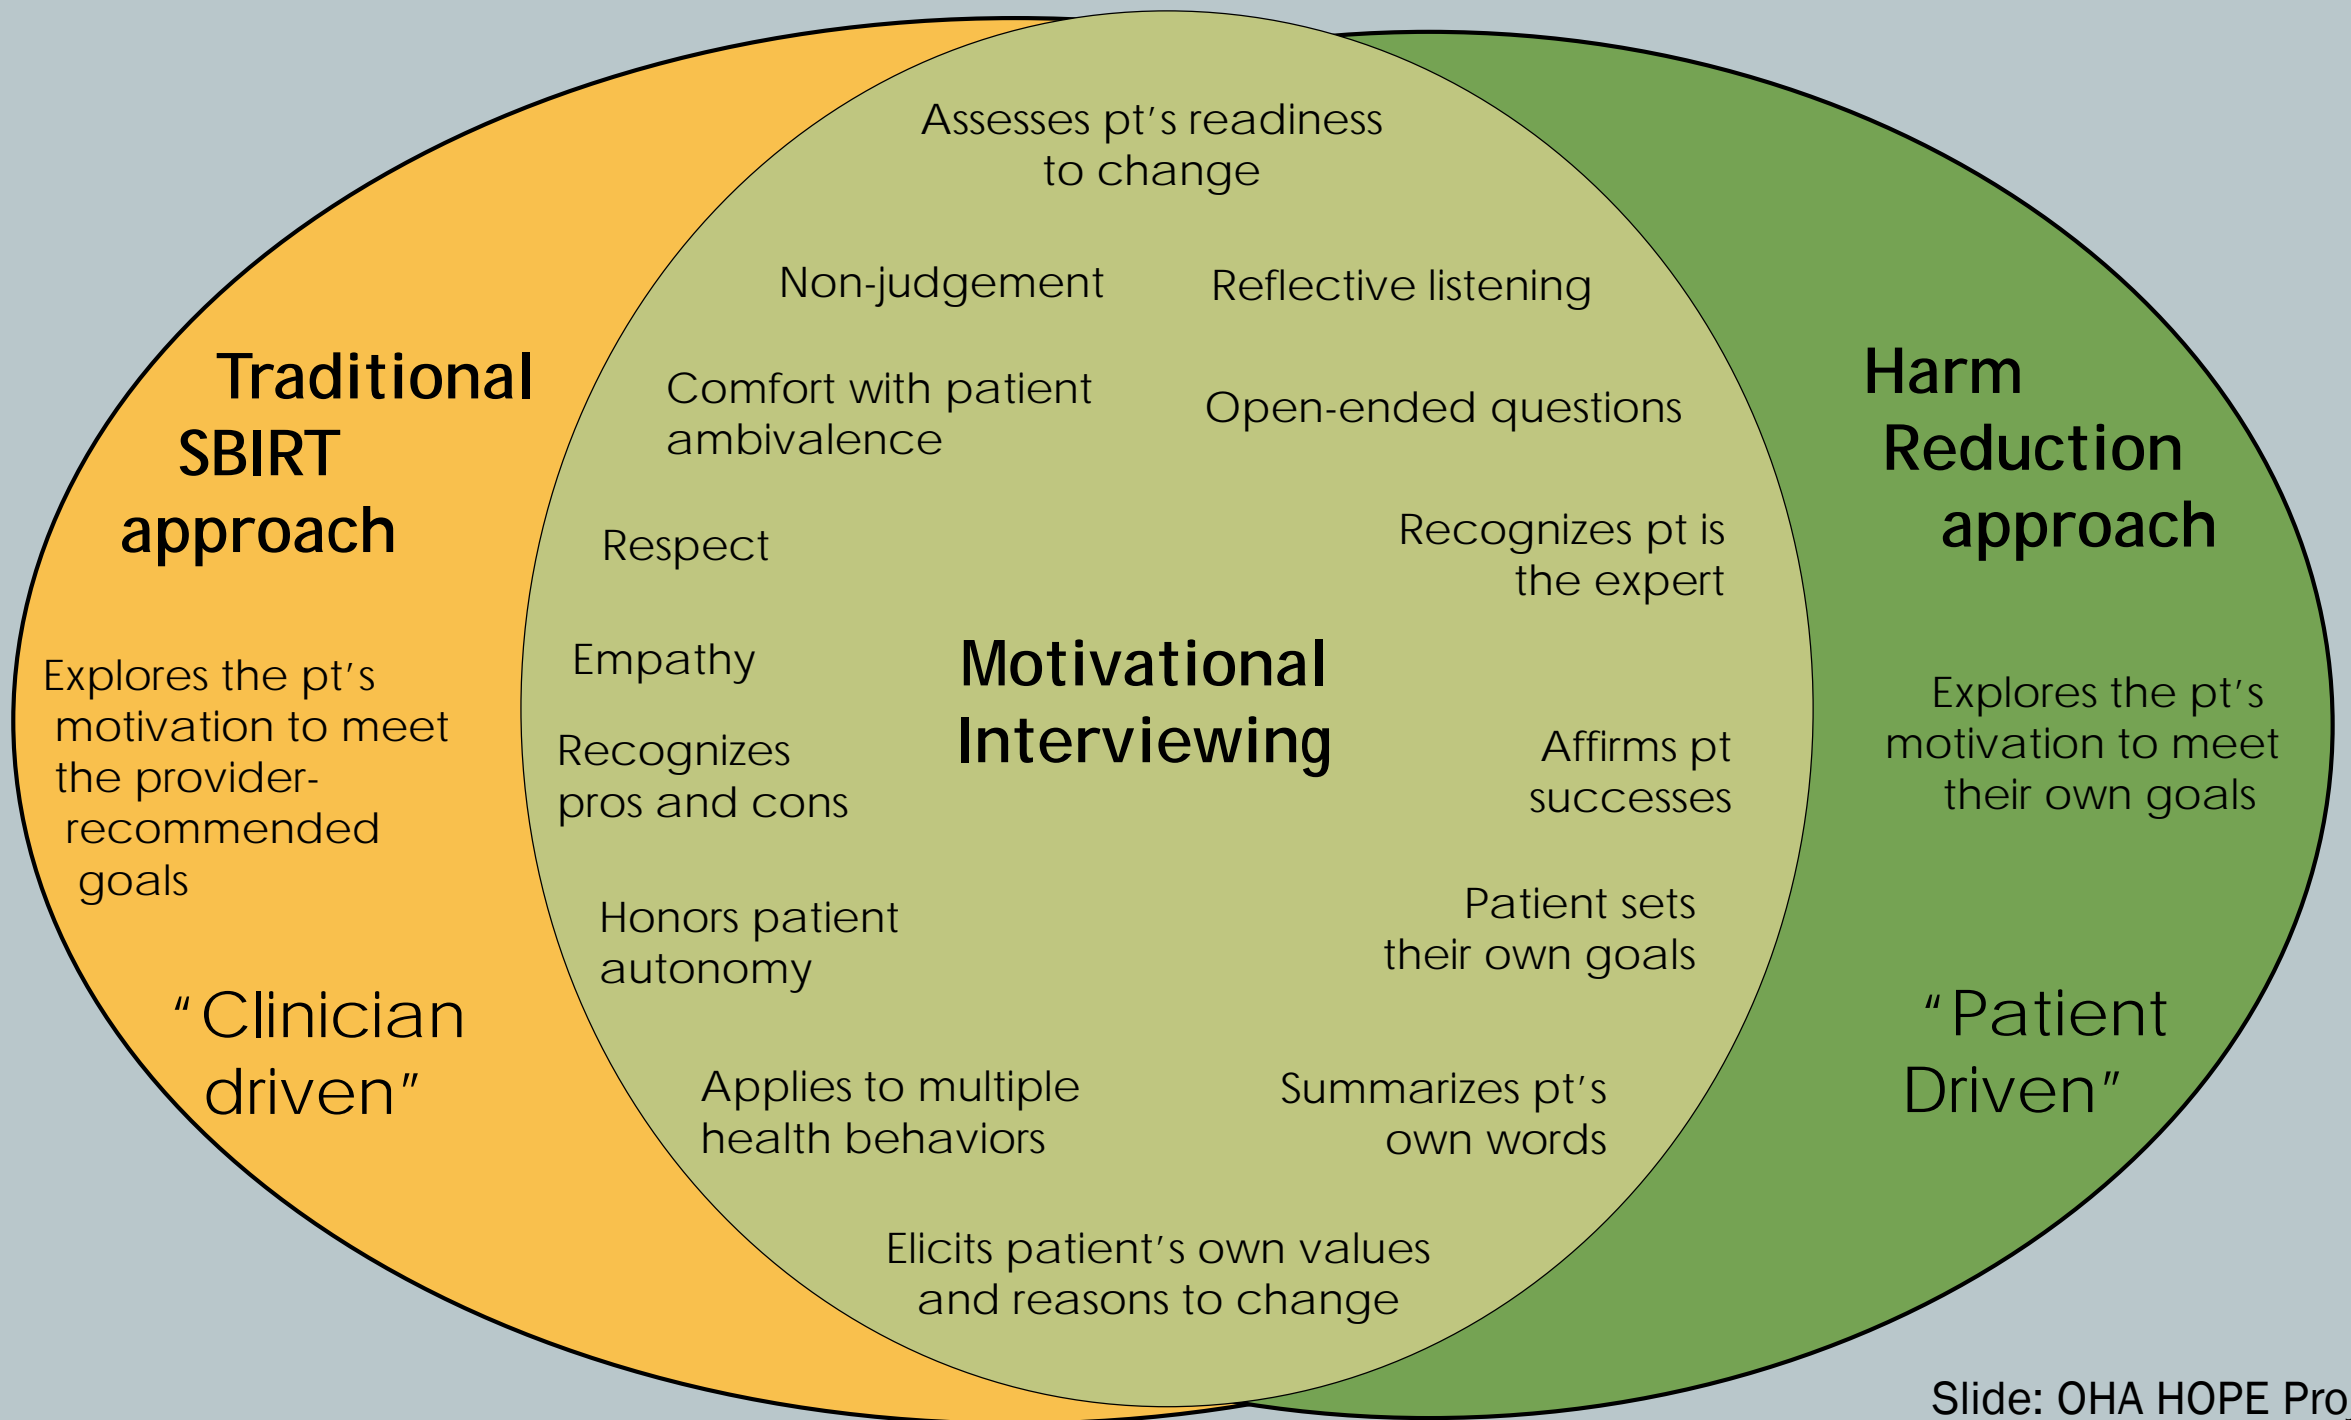 Traditional
SBIRT
approach
Explores the pt's
motivation to meet
the provider-
recommended
goals
“Clinician
driven”
Assesses pt's readiness
to change
Non-judgement
Reflective listening
Comfort with patient
ambivalence
Open-ended questions
Respect
Recognizes pt is
the expert
Empathy
Motivational
Interviewing
Recognizes
pros and cons
Affirms pt
successes
Honors patient
autonomy
Patient sets
their own goals
Applies to multiple
health behaviors
Summarizes pt's
own words
Elicits patient's own values
and reasons to change
Harm
Reduction
approach
Explores the pt's
motivation to meet
their own goals
“Patient
Driven”
Slide: OHA HOPE Pro